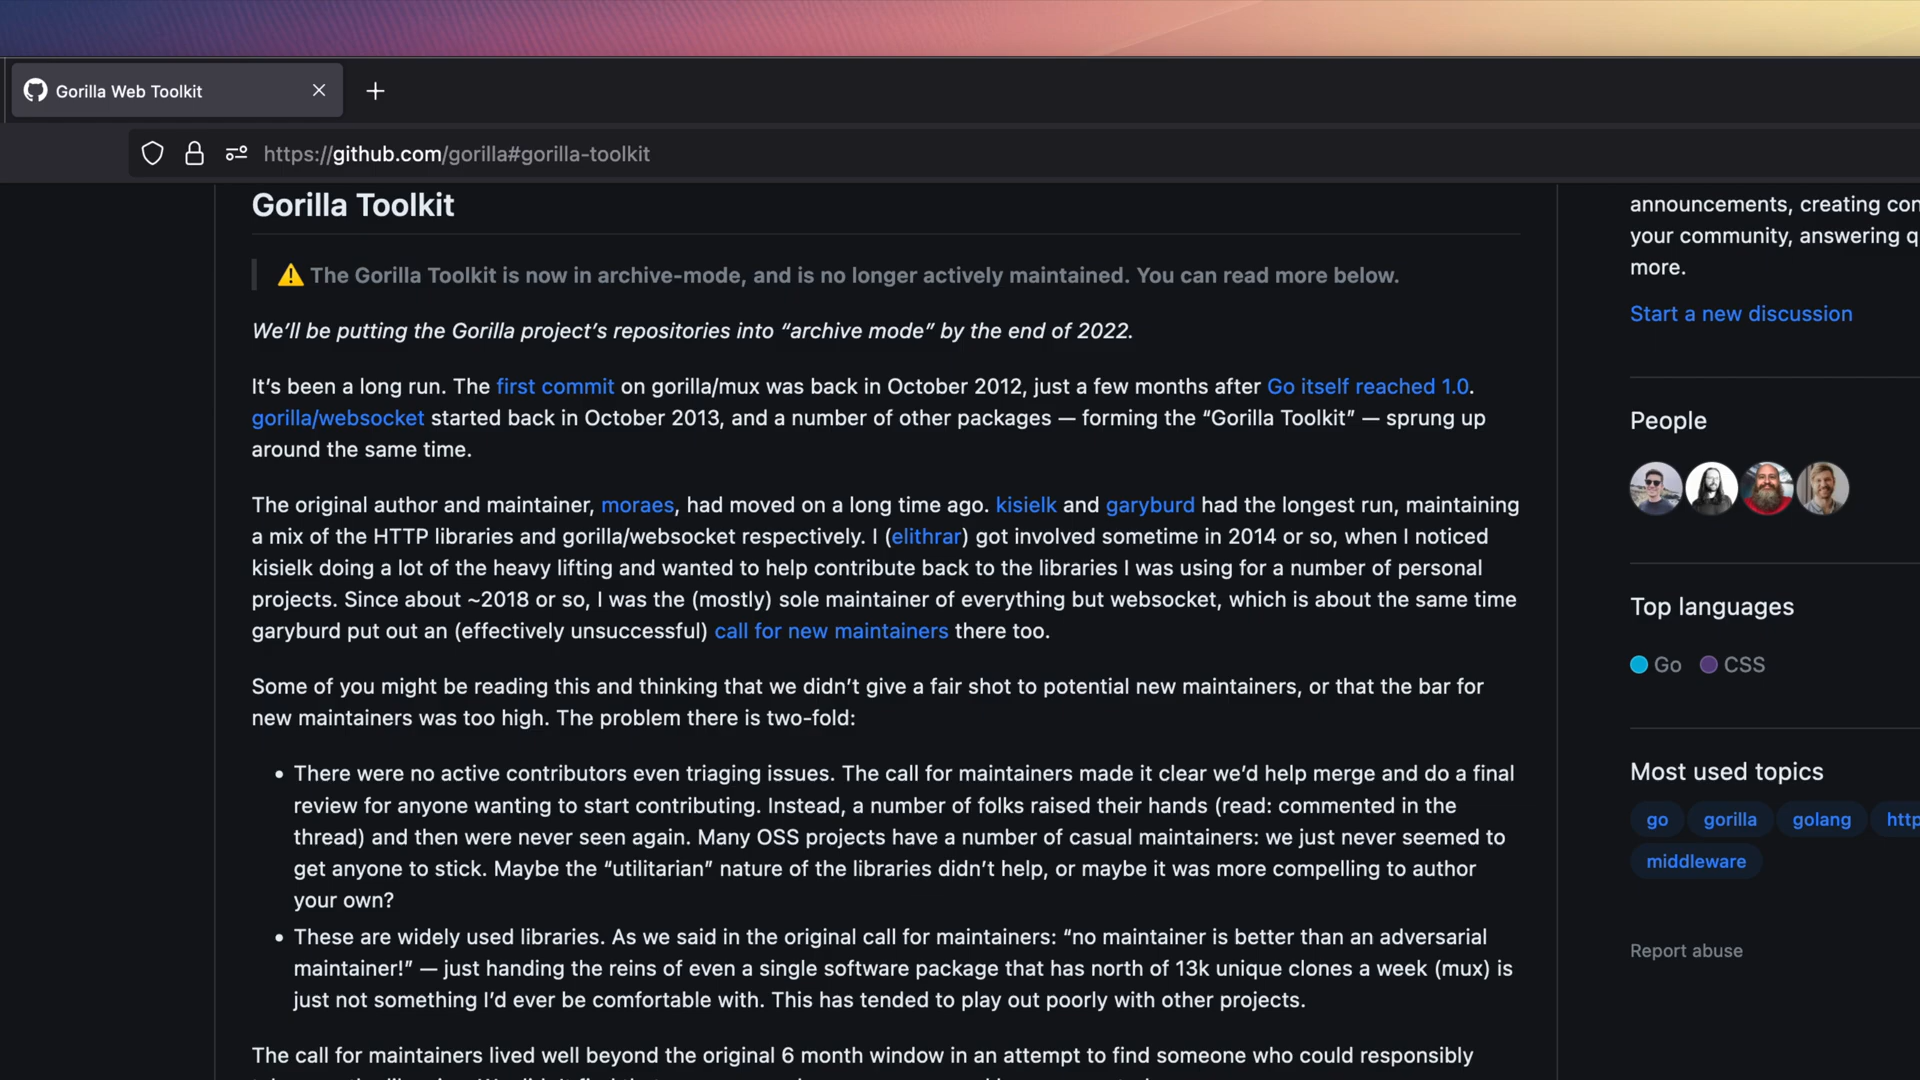 Gorilla Web Toolkit
https://github.com/gorilla#gorilla-toolkit
Gorilla Toolkit
⚠️ The Gorilla Toolkit is now in archive-mode, and is no longer actively maintained. You can read more below.
We’ll be putting the Gorilla project’s repositories into “archive mode” by the end of 2022.
It’s been a long run. The first commit on gorilla/mux was back in October 2012, just a few months after Go itself reached 1.0.
gorilla/websocket started back in October 2013, and a number of other packages — forming the “Gorilla Toolkit” — sprung up
around the same time.
The original author and maintainer, moraes, had moved on a long time ago. kisielk and garyburd had the longest run, maintaining
a mix of the HTTP libraries and gorilla/websocket respectively. I (elithrar) got involved sometime in 2014 or so, when I noticed
kisielk doing a lot of the heavy lifting and wanted to help contribute back to the libraries I was using for a number of personal
projects. Since about ~2018 or so, I was the (mostly) sole maintainer of everything but websocket, which is about the same time
garyburd put out an (effectively unsuccessful) call for new maintainers there too.
Some of you might be reading this and thinking that we didn’t give a fair shot to potential new maintainers, or that the bar for
new maintainers was too high. The problem there is two-fold:
• There were no active contributors even triaging issues. The call for maintainers made it clear we’d help merge and do a final
review for anyone wanting to start contributing. Instead, a number of folks raised their hands (read: commented in the
thread) and then were never seen again. Many OSS projects have a number of casual maintainers: we just never seemed to
get anyone to stick. Maybe the “utilitarian” nature of the libraries didn’t help, or maybe it was more compelling to author
your own?
• These are widely used libraries. As we said in the original call for maintainers: “no maintainer is better than an adversarial
maintainer!” — just handing the reins of even a single software package that has north of 13k unique clones a week (mux) is
just not something I’d ever be comfortable with. This has tended to play out poorly with other projects.
The call for maintainers lived well beyond the original 6 month window in an attempt to find someone who could responsibly
announcements, creating
your community, answering
more.
Start a new discussion
People
Top languages
Go CSS
Most used topics
go gorilla golang http
middleware
Report abuse